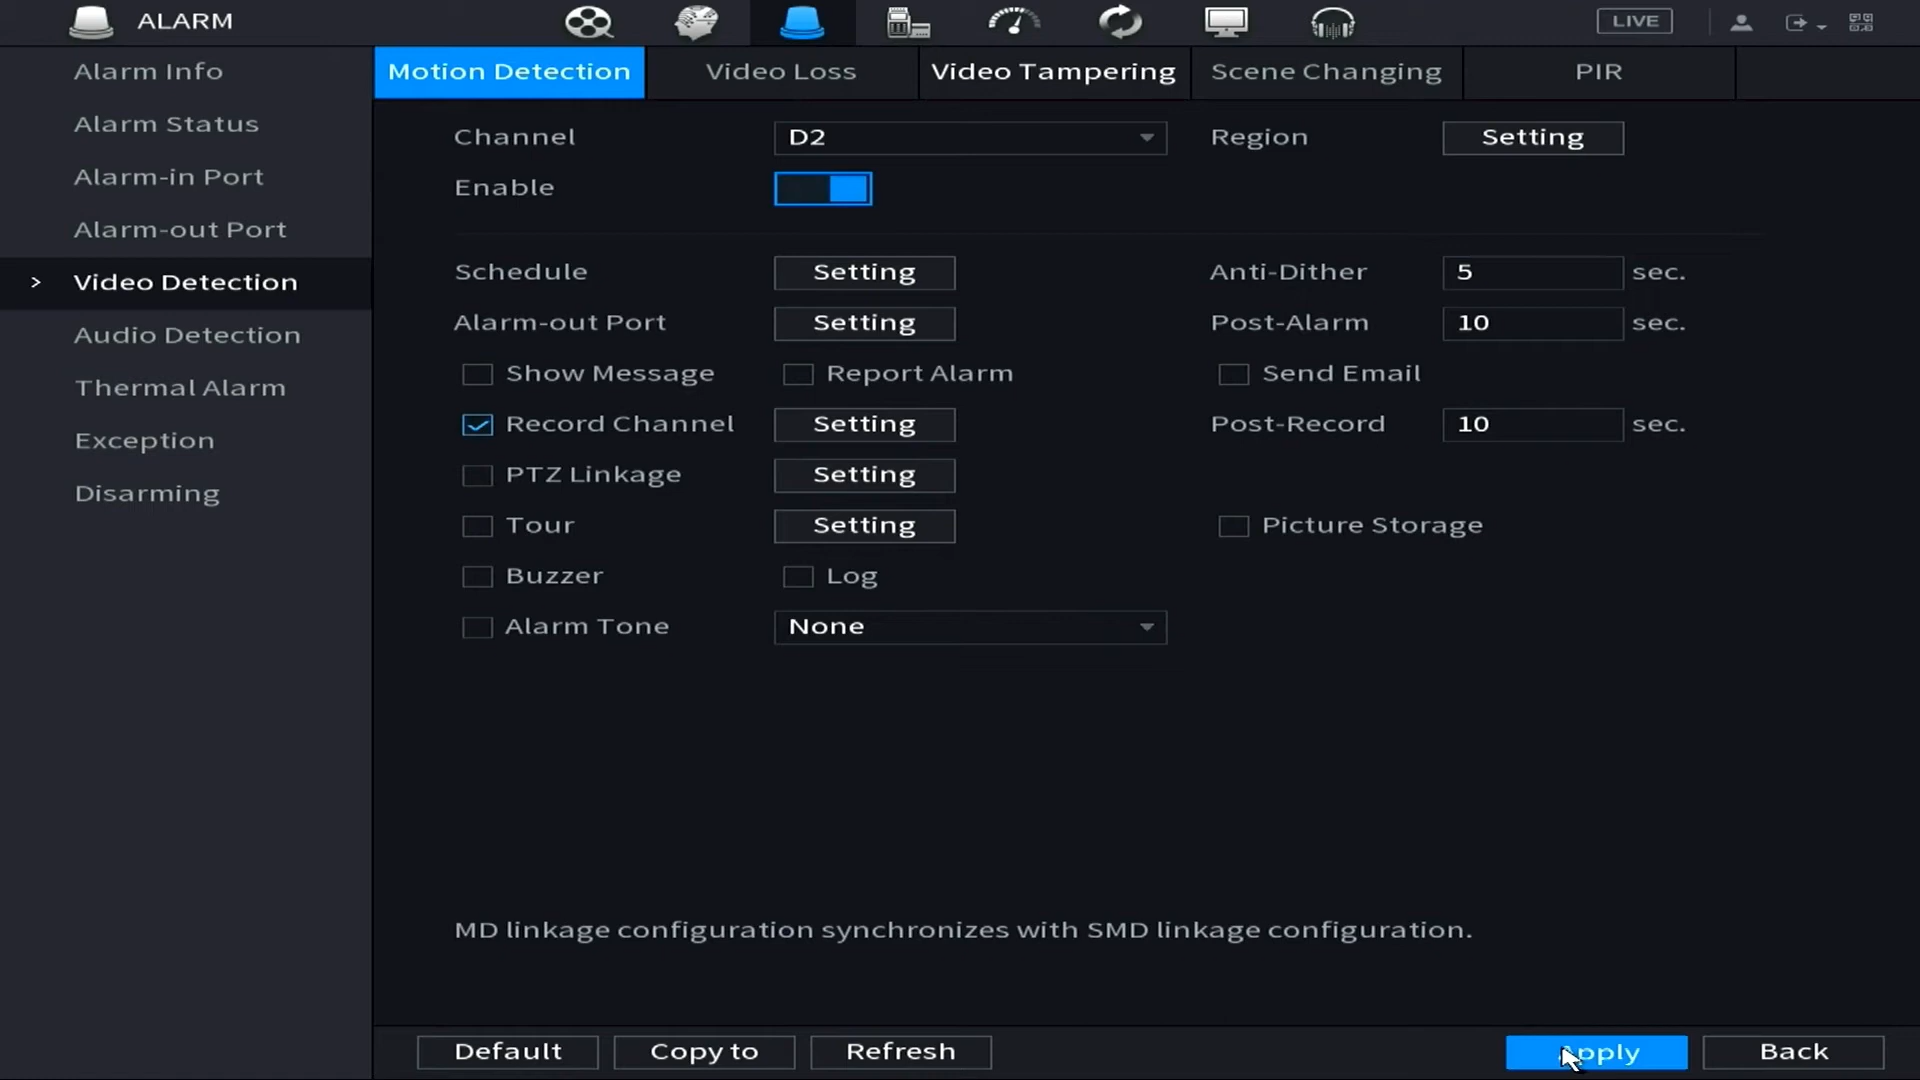 ALARM
LIVE
Alarm Info
Alarm Status
Alarm-in Port
Alarm-out Port
> Video Detection
Audio Detection
Thermal Alarm
Exception
Disarming
Motion Detection Video Loss Video Tampering Scene Changing PIR
Channel D2 Region Setting
Enable
Schedule Setting Anti-Dither 5 sec.
Alarm-out Port Setting Post-Alarm 10 sec.
Show Message Report Alarm Send Email
Record Channel Setting Post-Record 10 sec.
PTZ Linkage Setting
Tour Setting Picture Storage
Buzzer Log
Alarm Tone None
MD linkage configuration synchronizes with SMD linkage configuration.
Default Copy to Refresh Apply Back